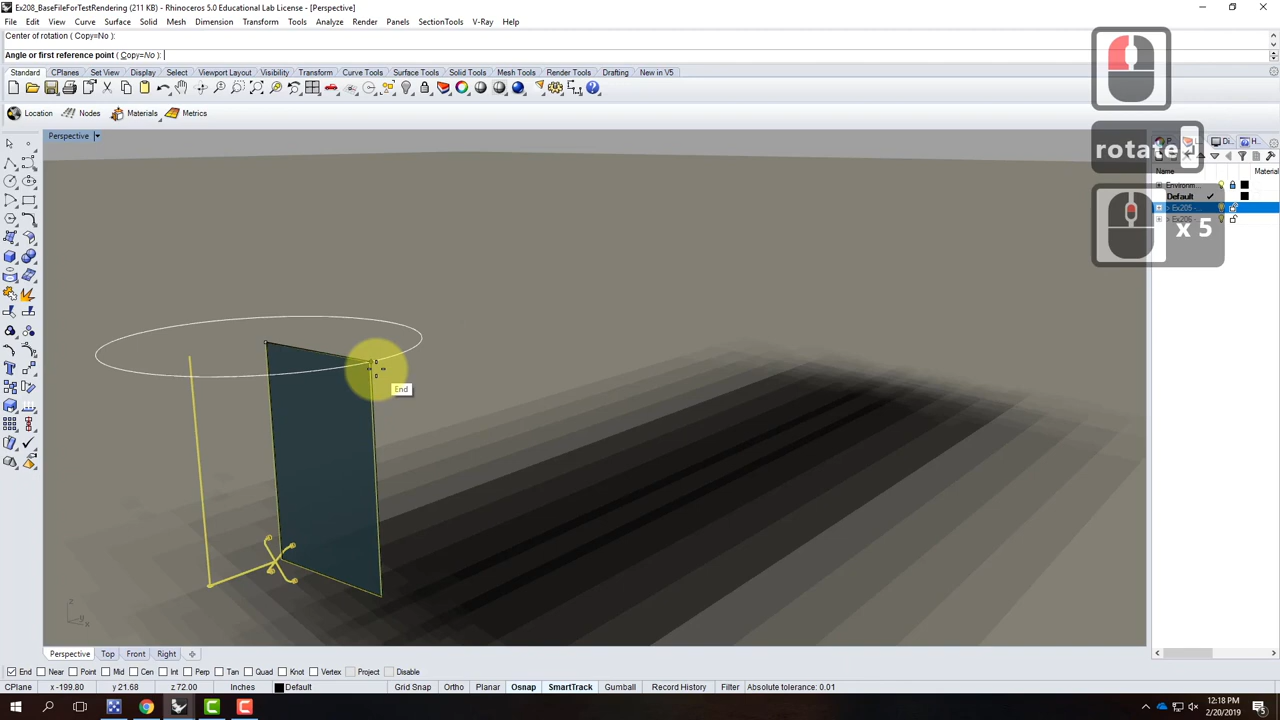 Ex208_BaseFileForTestRendering (211 KB) - Rhinoceros 5.0 Educational Lab License - [Perspective]
File Edit View Curve Surface Solid Mesh Dimension Transform Tools Analyze Render Panels SectionTools V-Ray Help
Center of rotation ( Copy=No ):
Angle or first reference point ( Copy=No ):
Standard CPlanes Set View Display Select Viewport Layout Visibility Transform Curve Tools Surface Tools Solid Tools Mesh Tools Render Tools Drafting New in V5
Location Nodes Materials Metrics
Perspective
rotate
x 5
P... L... Di... H...
Name Material
Environm...
Default
Ex205 -...
Ex206 -...
End
z
y
x
Perspective Top Front Right
End Near Point Mid Cen Int Perp Tan Quad Knot Vertex Project Disable
CPlane x -199.80 y 21.68 z 72.00 Inches Default Grid Snap Ortho Planar Osnap SmartTrack Gumball Record History Filter Absolute tolerance: 0.01
12:18 PM
2/20/2019
5